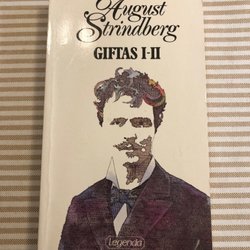 August
Strindberg
GIFTAS I-II
Legenda